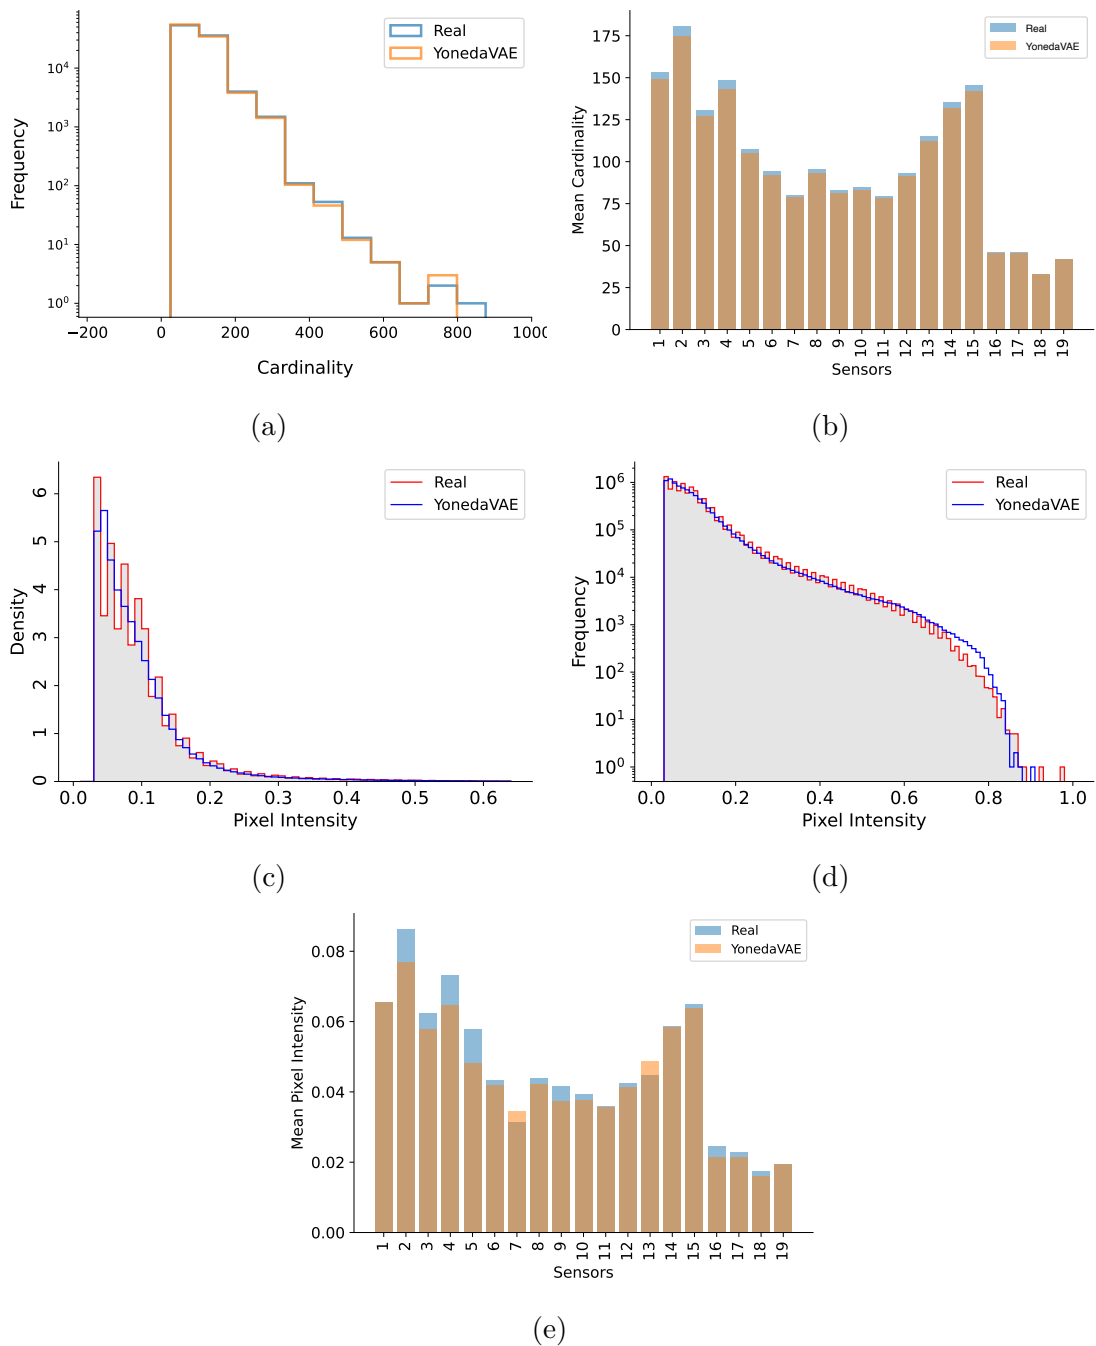 Real
YonedaVAE
10^4
10^3
10^2
10^1
10^0
Frequency
−200 0 200 400 600 800 1000
Cardinality
(a)
Real
YonedaVAE
175
150
125
100
75
50
25
0
Mean Cardinality
1 2 3 4 5 6 7 8 9 10 11 12 13 14 15 16 17 18 19
Sensors
(b)
Real
YonedaVAE
6
5
4
3
2
1
0
Density
0.0 0.1 0.2 0.3 0.4 0.5 0.6
Pixel Intensity
(c)
Real
YonedaVAE
10^6
10^5
10^4
10^3
10^2
10^1
10^0
Frequency
0.0 0.2 0.4 0.6 0.8 1.0
Pixel Intensity
(d)
Real
YonedaVAE
0.08
0.06
0.04
0.02
0.00
Mean Pixel Intensity
1 2 3 4 5 6 7 8 9 10 11 12 13 14 15 16 17 18 19
Sensors
(e)